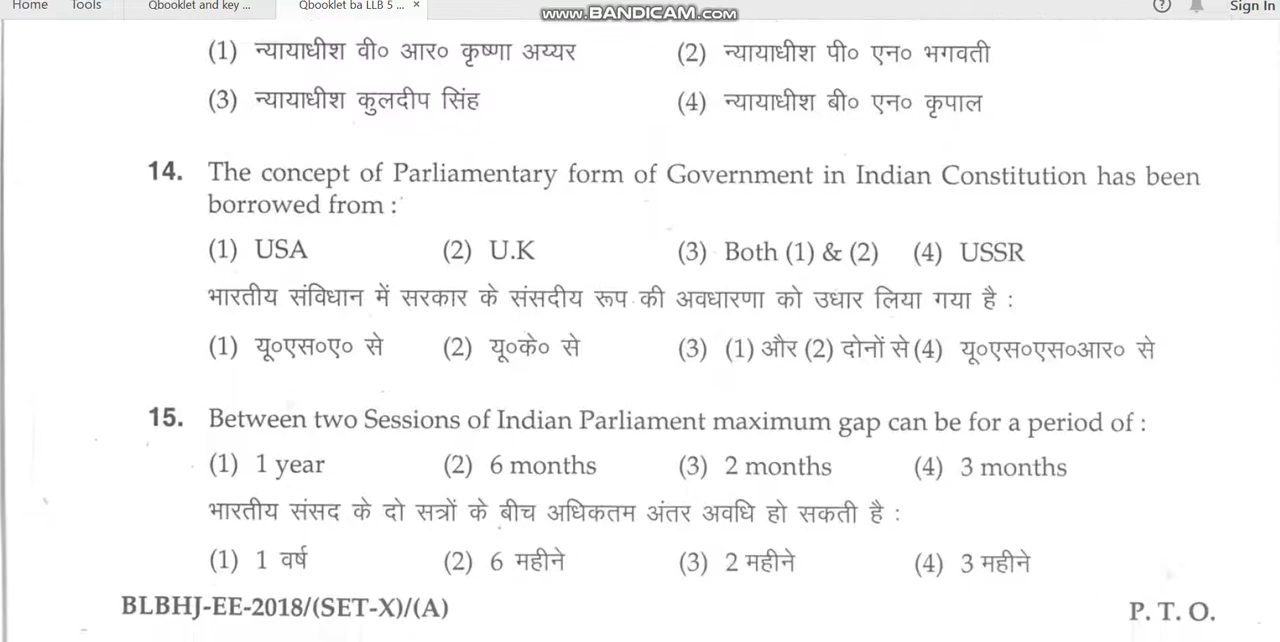 Home Tools Qbooklet and key ... Qbooklet ba LLB 5 ... × www.BANDICAM.com ? Sign In
(1) न्यायाधीश वी० आर० कृष्णा अय्यर (2) न्यायाधीश पी० एन० भगवती
(3) न्यायाधीश कुलदीप सिंह (4) न्यायाधीश बी० एन० कृपाल
14. The concept of Parliamentary form of Government in Indian Constitution has been
borrowed from :
(1) USA (2) U.K (3) Both (1) & (2) (4) USSR
भारतीय संविधान में सरकार के संसदीय रूप की अवधारणा को उधार लिया गया है :
(1) यू०एस०ए० से (2) यू०के० से (3) (1) और (2) दोनों से (4) यू०एस०एस०आर० से
15. Between two Sessions of Indian Parliament maximum gap can be for a period of :
(1) 1 year (2) 6 months (3) 2 months (4) 3 months
भारतीय संसद के दो सत्रों के बीच अधिकतम अंतर अवधि हो सकती है :
(1) 1 वर्ष (2) 6 महीने (3) 2 महीने (4) 3 महीने
BLBHJ-EE-2018/(SET-X)/(A) P. T. O.